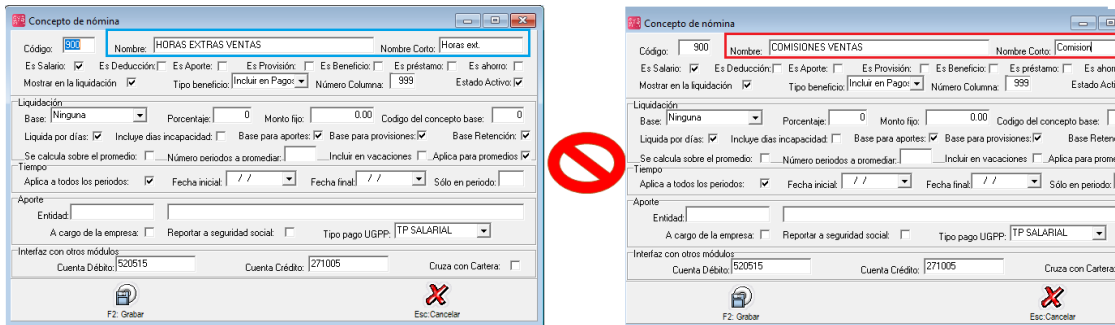 Concepto de nómina
Código: 900 Nombre: HORAS EXTRAS VENTAS Nombre Corto: Horas ext.
Es Salario: Es Deducción: Es Aporte: Es Provisión: Es Beneficio: Es préstamo: Es ahorro:
Mostrar en la liquidación Tipo beneficio: Incluir en Pago: Número Columna: 999 Estado Activo:
Liquidación
Base: Ninguna Porcentaje: 0 Monto fijo: 0.00 Codigo del concepto base: 0
Liquida por días: Incluye dias incapacidad: Base para aportes: Base para provisiones: Base Retención:
Se calcula sobre el promedio: Número periodos a promediar: Incluir en vacaciones Aplica para promedios
Tiempo
Aplica a todos los periodos: Fecha inicial: / / Fecha final: / / Sólo en periodo:
Aporte
Entidad:
A cargo de la empresa: Reportar a seguridad social: Tipo pago UGPP: TP SALARIAL
Interfaz con otros módulos
Cuenta Débito: 520515 Cuenta Crédito: 271005 Cruza con Cartera:
F2: Grabar Esc:Cancelar
Concepto de nómina
Código: 900 Nombre: COMISIONES VENTAS Nombre Corto: Comision
Es Salario: Es Deducción: Es Aporte: Es Provisión: Es Beneficio: Es préstamo: Es ahorr
Mostrar en la liquidación Tipo beneficio: Incluir en Pago: Número Columna: 999 Estado Acti
Liquidación
Base: Ninguna Porcentaje: 0 Monto fijo: 0.00 Codigo del concepto base:
Liquida por días: Incluye dias incapacidad: Base para aportes: Base para provisiones: Base Reten
Se calcula sobre el promedio: Número periodos a promediar: Incluir en vacaciones Aplica para prome
Tiempo
Aplica a todos los periodos: Fecha inicial: / / Fecha final: / / Sólo en periodo:
Aporte
Entidad:
A cargo de la empresa: Reportar a seguridad social: Tipo pago UGPP: TP SALARIAL
Interfaz con otros módulos
Cuenta Débito: 520515 Cuenta Crédito: 271005 Cruza con Cartera:
F2: Grabar Esc:Cancelar